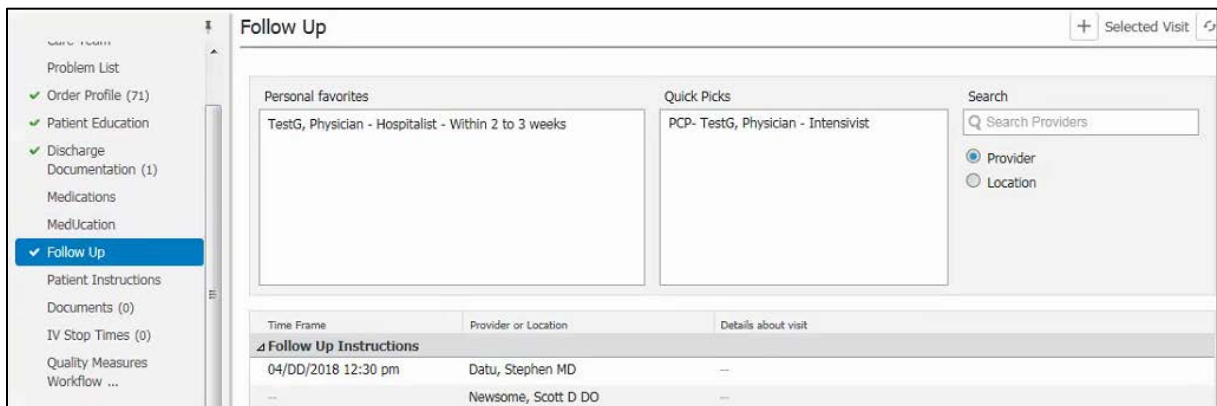 Care Team
Problem List
Order Profile (71)
Patient Education
Discharge
Documentation (1)
Medications
MedUcation
Follow Up
Patient Instructions
Documents (0)
IV Stop Times (0)
Quality Measures
Workflow ...
Follow Up
+ Selected Visit
Personal favorites
TestG, Physician - Hospitalist - Within 2 to 3 weeks
Quick Picks
PCP- TestG, Physician - Intensivist
Search
Search Providers
Provider
Location
Time Frame Provider or Location Details about visit
Follow Up Instructions
04/DD/2018 12:30 pm Datu, Stephen MD --
-- Newsome, Scott D DO --